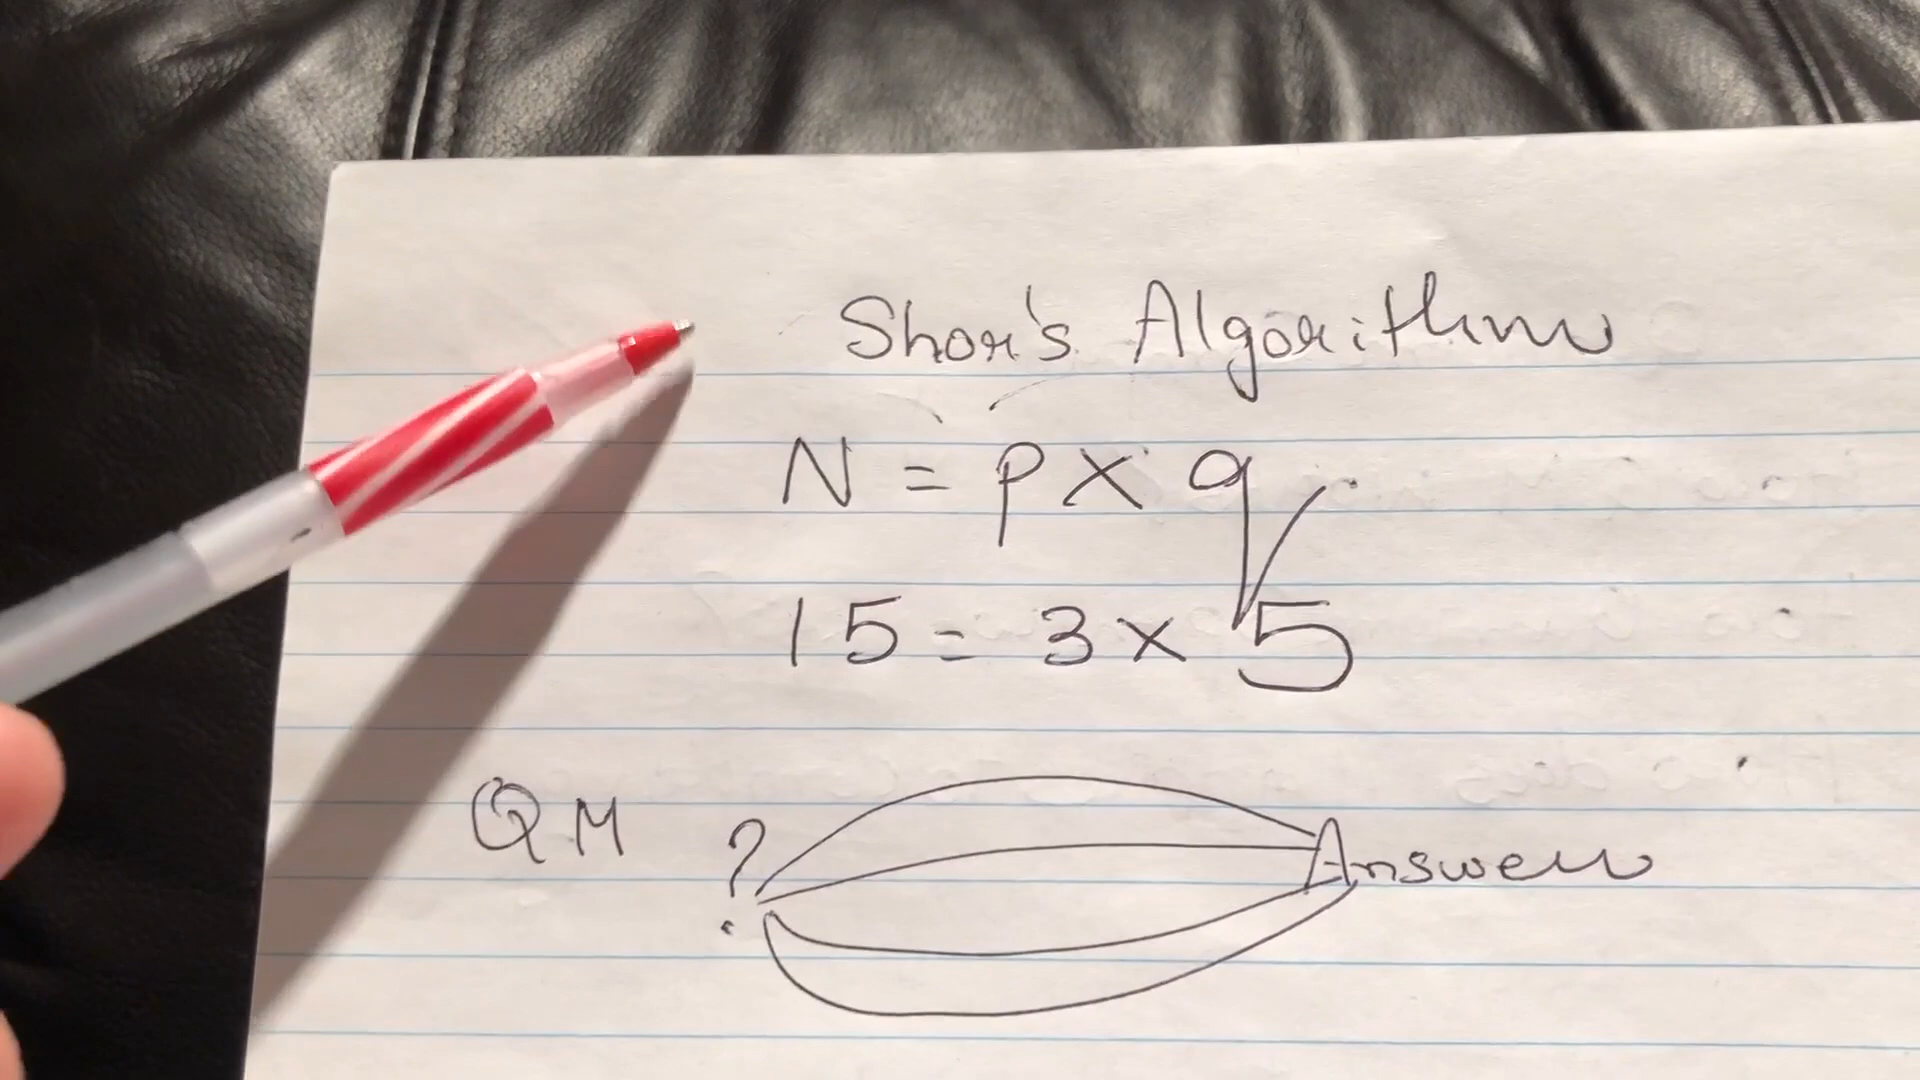 Shor's Algorithm
N = p X q
15 = 3 x 5
QM ? Answer